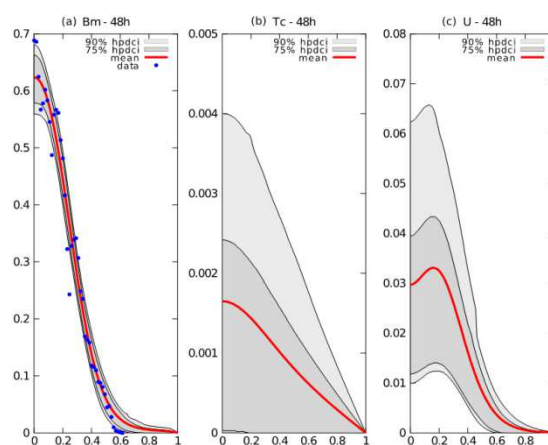 (a) Bm - 48h
90% hpdci
75% hpdci
mean
data
0.7
0.6
0.5
0.4
0.3
0.2
0.1
0
0 0.2 0.4 0.6 0.8 1
(b) Tc - 48h
90% hpdci
75% hpdci
mean
0.005
0.004
0.003
0.002
0.001
0.000
0 0.2 0.4 0.6 0.8 1
(c) U - 48h
90% hpdci
75% hpdci
mean
0.08
0.07
0.06
0.05
0.04
0.03
0.02
0.01
0
0 0.2 0.4 0.6 0.8 1